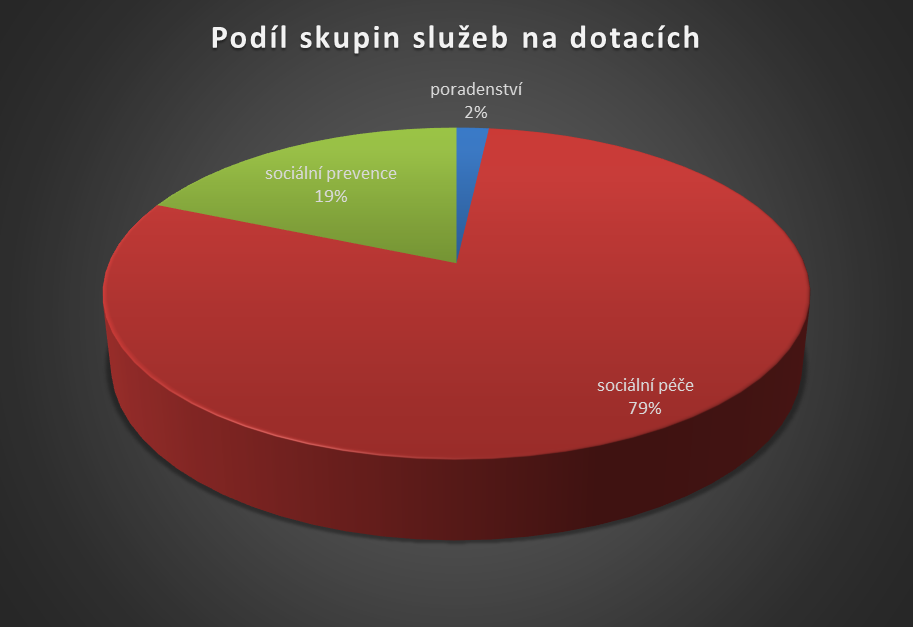 Podíl skupin služeb na dotacích
poradenství
2%
sociální prevence
19%
sociální péče
79%